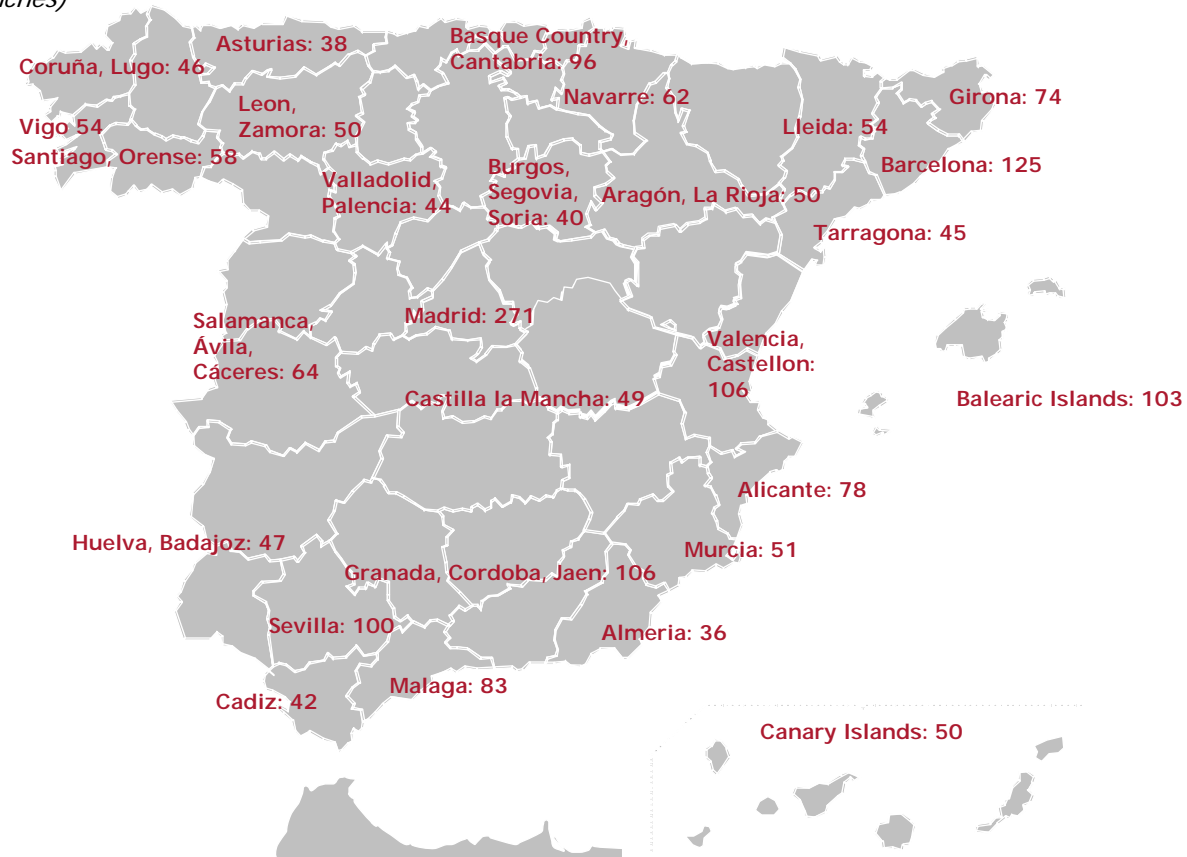 Asturias: 38
Basque Country,
Cantabria: 96
Coruña, Lugo: 46
Navarre: 62
Girona: 74
Leon,
Zamora: 50
Vigo 54
Lleida: 54
Santiago, Orense: 58
Barcelona: 125
Valladolid,
Palencia: 44
Burgos,
Segovia,
Soria: 40
Aragón, La Rioja: 50
Tarragona: 45
Madrid: 271
Salamanca,
Ávila,
Cáceres: 64
Valencia,
Castellon:
106
Castilla la Mancha: 49
Balearic Islands: 103
Alicante: 78
Huelva, Badajoz: 47
Murcia: 51
Granada, Cordoba, Jaen: 106
Sevilla: 100
Almeria: 36
Malaga: 83
Cadiz: 42
Canary Islands: 50